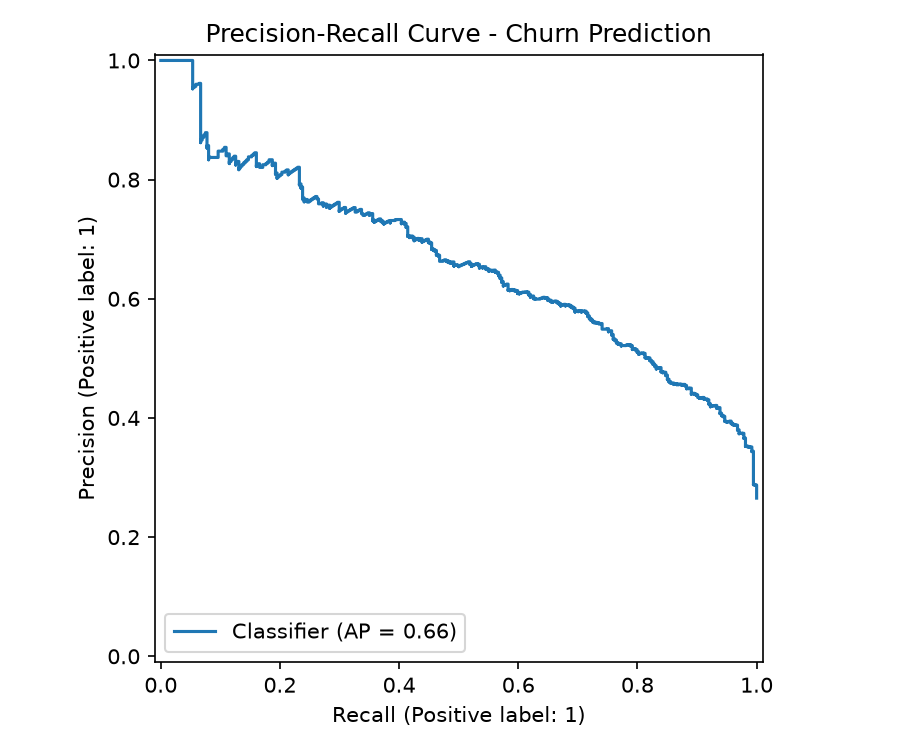 Precision-Recall Curve - Churn Prediction
1.0
0.8
0.6
0.4
0.2
0.0
Precision (Positive label: 1)
Classifier (AP = 0.66)
0.0 0.2 0.4 0.6 0.8 1.0
Recall (Positive label: 1)